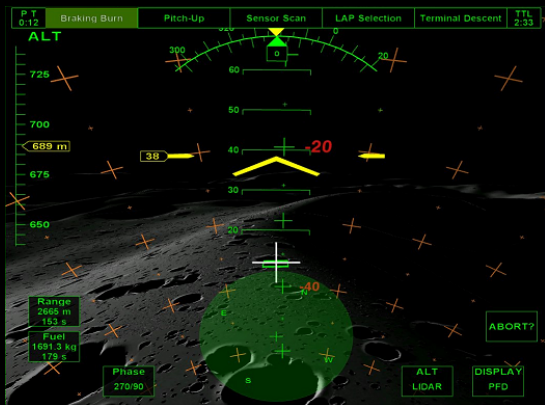 P T
0:12
Braking Burn
Pitch-Up
Sensor Scan
LAP Selection
Terminal Descent
TTL
2:33
ALT
300
0
20
D
725
700
689 m
675
650
60
50
40
30
20
38
-20
-40
N
E
W
S
Range
2665 m
153 s
Fuel
1691.3 kg
179 s
Phase
270/90
ABORT?
ALT
LIDAR
DISPLAY
PFD